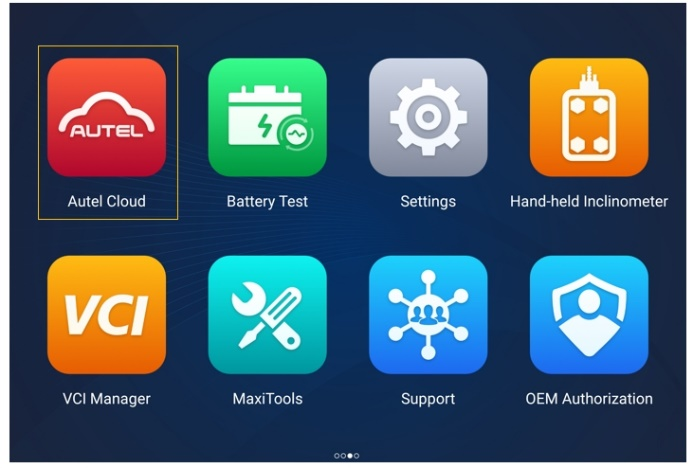 AUTEL
Autel Cloud
Battery Test
Settings
Hand-held Inclinometer
VCI
VCI Manager
MaxiTools
Support
OEM Authorization